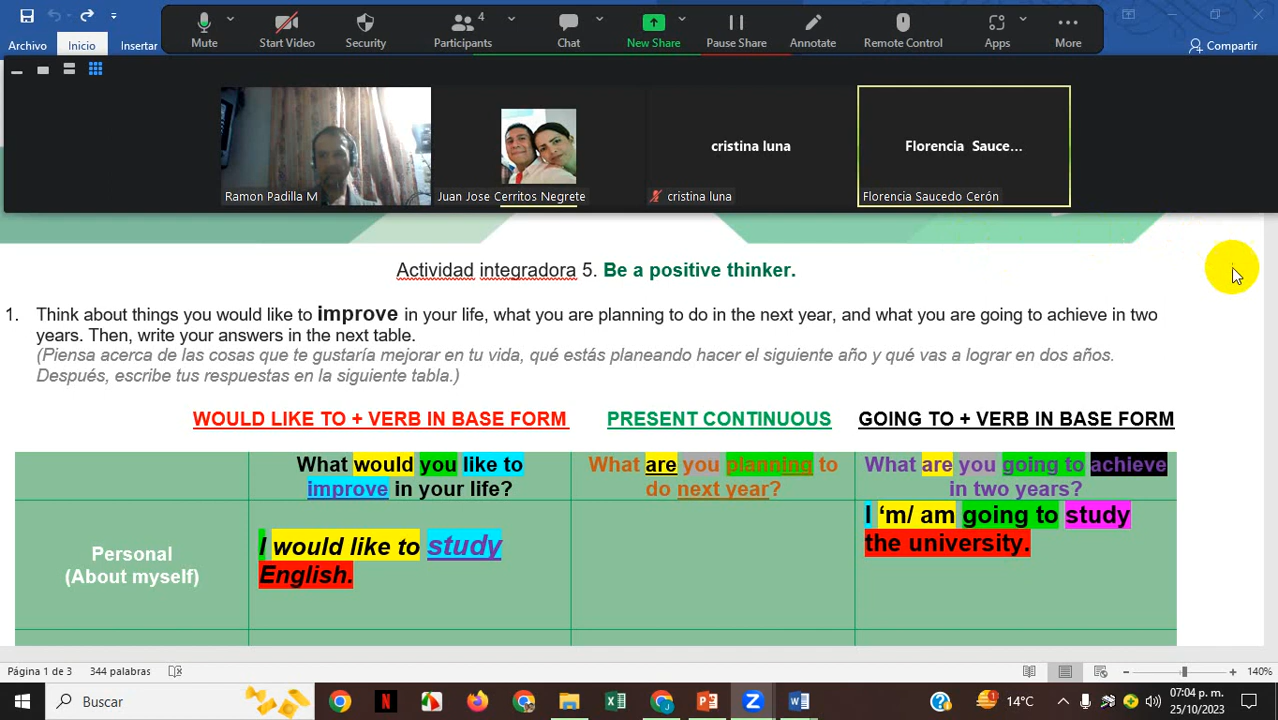 Archivo Inicio Insertar
Mute Start Video Security Participants 4 Chat New Share Pause Share Annotate Remote Control Apps More
Compartir
cristina luna
Florencia Sauce...
Ramon Padilla M
Juan Jose Cerritos Negrete
cristina luna
Florencia Saucedo Cerón
Actividad integradora 5. Be a positive thinker.
1. Think about things you would like to improve in your life, what you are planning to do in the next year, and what you are going to achieve in two
years. Then, write your answers in the next table.
(Piensa acerca de las cosas que te gustaría mejorar en tu vida, qué estás planeando hacer el siguiente año y qué vas a lograr en dos años.
Después, escribe tus respuestas en la siguiente tabla.)
WOULD LIKE TO + VERB IN BASE FORM
PRESENT CONTINUOUS
GOING TO + VERB IN BASE FORM
What would you like to
improve in your life?
What are you planning to
do next year?
What are you going to achieve
in two years?
Personal
(About myself)
I would like to study
English.
I ‘m/ am going to study
the university.
Página 1 de 3 344 palabras
140%
Buscar
14°C
07:04 p. m.
25/10/2023